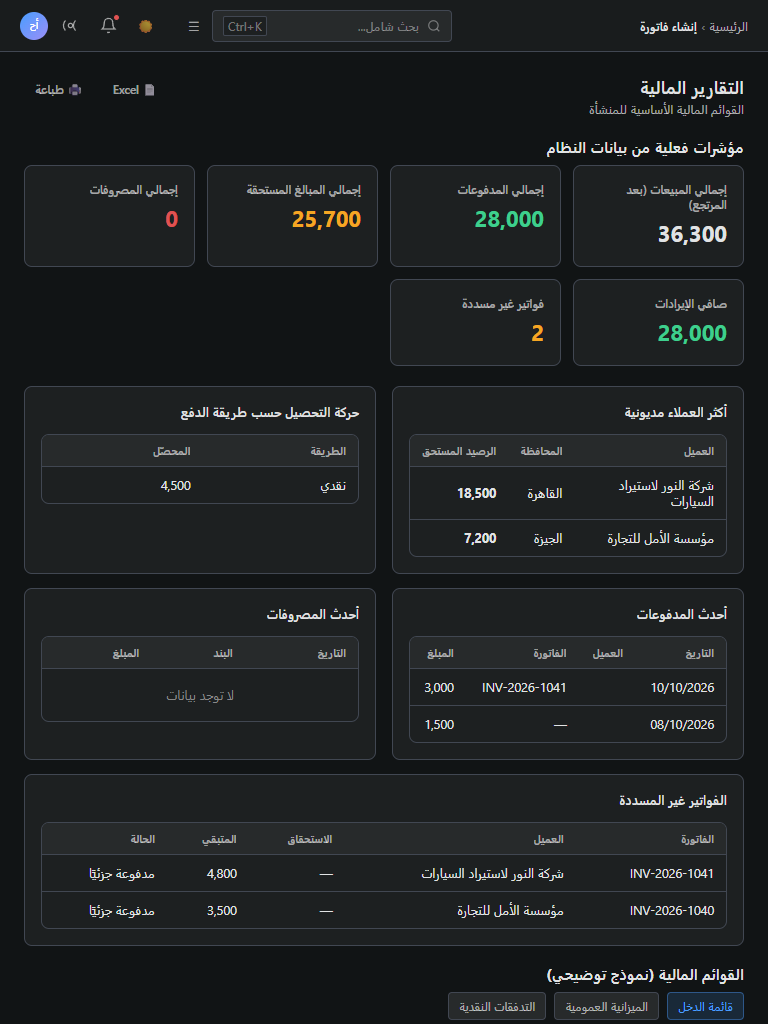 الرئيسية › إنشاء فاتورة
بحث شامل... Ctrl+K
☰
أح
التقارير المالية
القوائم المالية الأساسية للمنشأة
Excel
طباعة
مؤشرات فعلية من بيانات النظام
إجمالي المبيعات (بعد المرتجع)
36,300
إجمالي المدفوعات
28,000
إجمالي المبالغ المستحقة
25,700
إجمالي المصروفات
0
صافي الإيرادات
28,000
فواتير غير مسددة
2
أكثر العملاء مديونية
العميل المحافظة الرصيد المستحق
شركة النور لاستيراد السيارات القاهرة 18,500
مؤسسة الأمل للتجارة الجيزة 7,200
حركة التحصيل حسب طريقة الدفع
الطريقة المحصّل
نقدي 4,500
أحدث المدفوعات
التاريخ العميل الفاتورة المبلغ
10/10/2026 INV-2026-1041 3,000
08/10/2026 — 1,500
أحدث المصروفات
التاريخ البند المبلغ
لا توجد بيانات
الفواتير غير المسددة
الفاتورة العميل الاستحقاق المتبقي الحالة
INV-2026-1041 شركة النور لاستيراد السيارات — 4,800 مدفوعة جزئيًا
INV-2026-1040 مؤسسة الأمل للتجارة — 3,500 مدفوعة جزئيًا
القوائم المالية (نموذج توضيحي)
قائمة الدخل
الميزانية العمومية
التدفقات النقدية